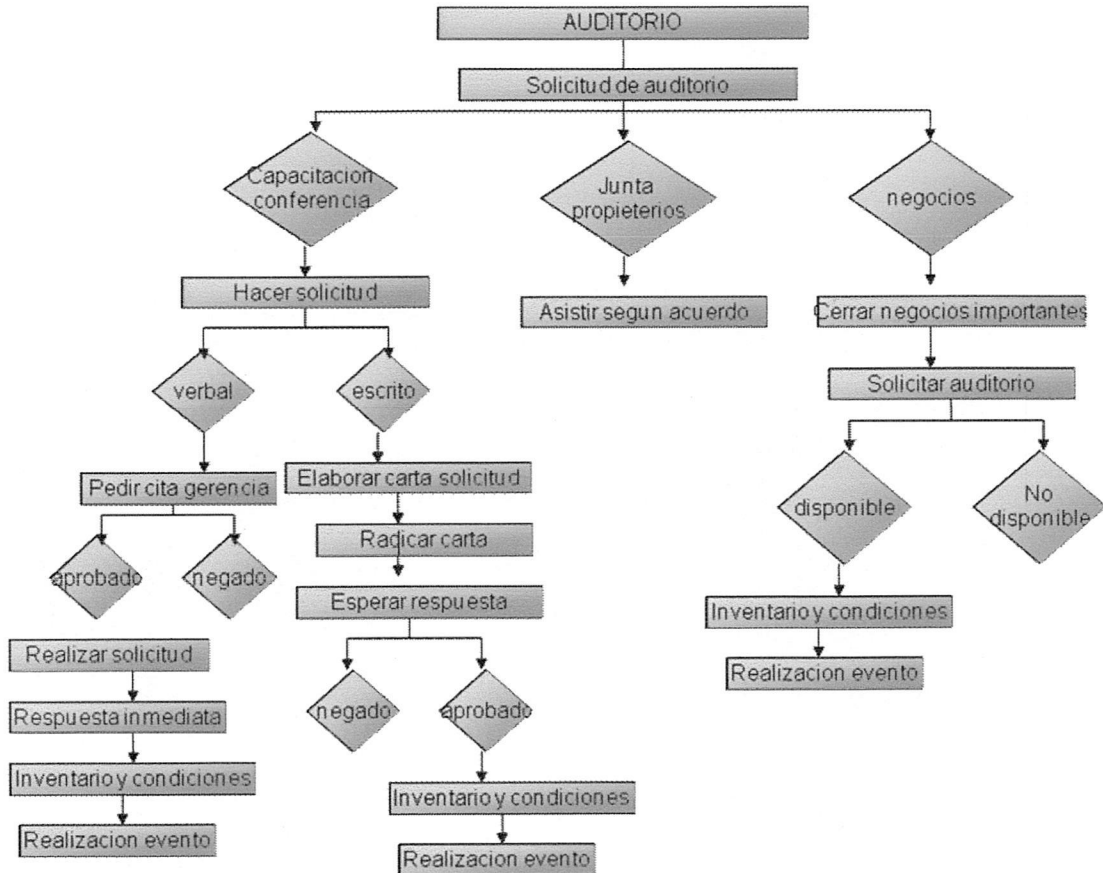 AUDITORIO
Solicitud de auditorio
Capacitacion
conferencia
Junta
propieterios
negocios
Hacer solicitud
Asistir segun acuerdo
Cerrar negocios importantes
verbal
escrito
Solicitar auditorio
Pedir cita gerencia
Elaborar carta solicitud
disponible
No
disponible
Radicar carta
aprobado
negado
Esperar respuesta
Inventario y condiciones
Realizar solicitud
Realizacion evento
negado
aprobado
Respuesta inmediata
Inventario y condiciones
Inventario y condiciones
Realizacion evento
Realizacion evento